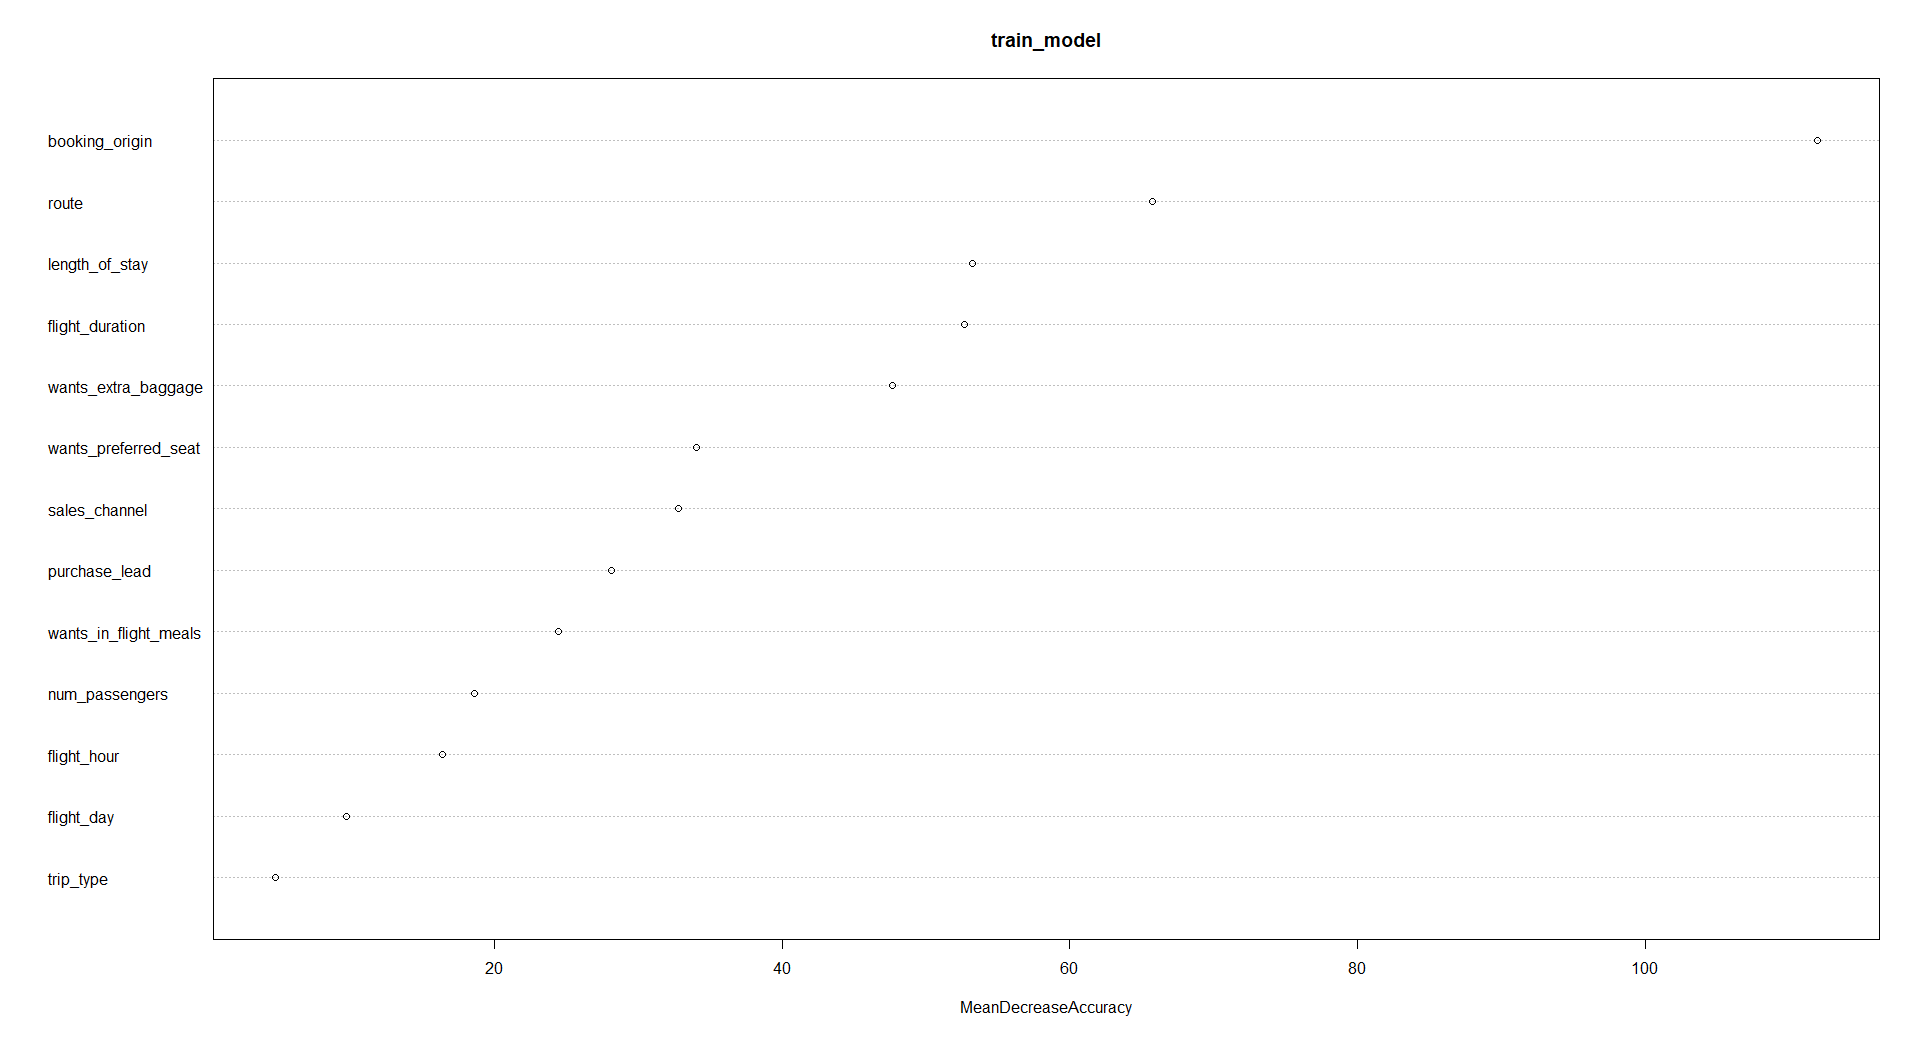 train_model
booking_origin
route
length_of_stay
flight_duration
wants_extra_baggage
wants_preferred_seat
sales_channel
purchase_lead
wants_in_flight_meals
num_passengers
flight_hour
flight_day
trip_type
20 40 60 80 100
MeanDecreaseAccuracy